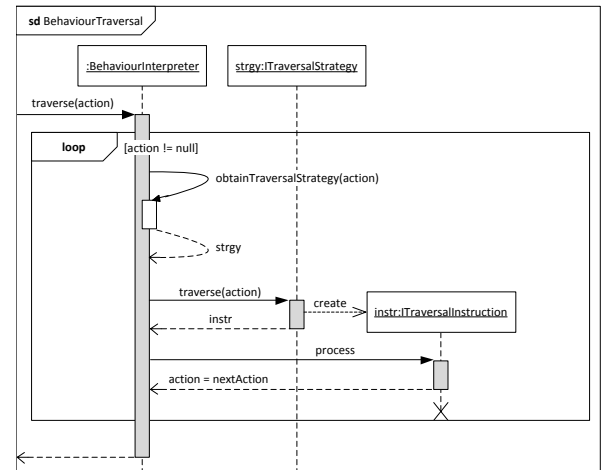 sd BehaviourTraversal
:BehaviourInterpreter
strgy:ITraversalStrategy
traverse(action)
loop
[action != null]
obtainTraversalStrategy(action)
strgy
traverse(action)
create
instr:ITraversalInstruction
instr
process
action = nextAction